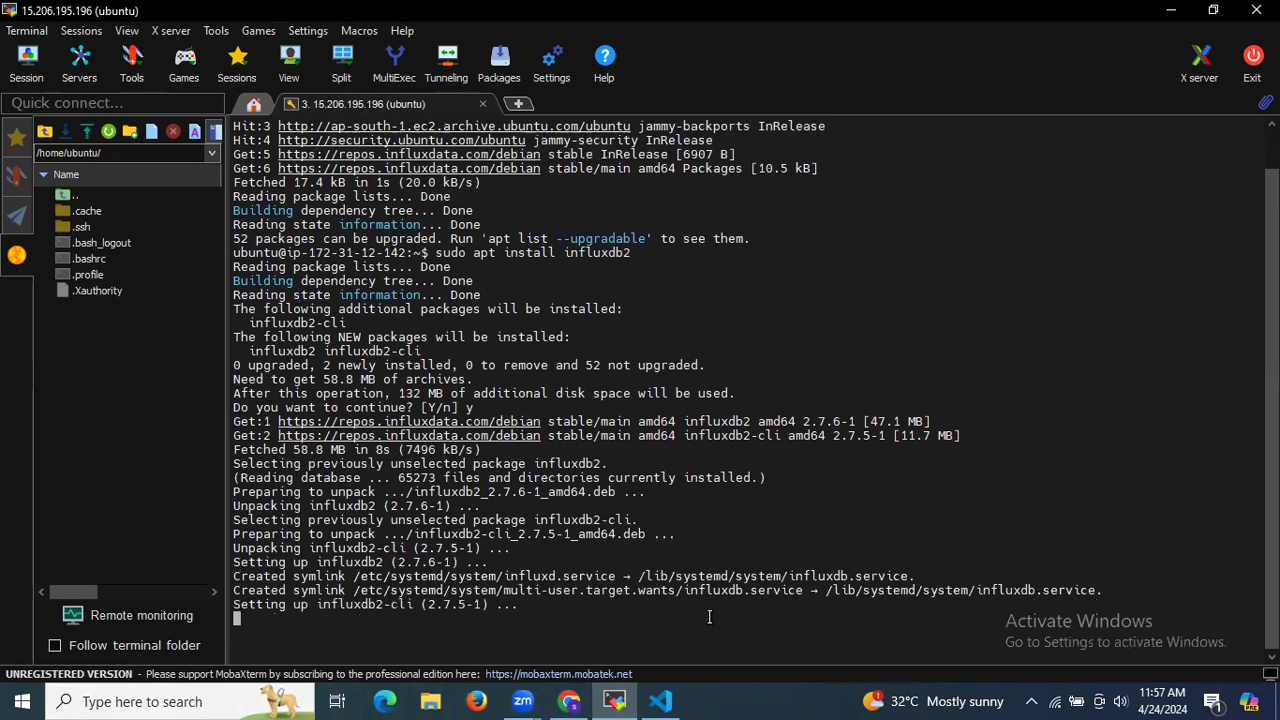 15.206.195.196 (ubuntu)
Terminal Sessions View X server Tools Games Settings Macros Help
Session Servers Tools Games Sessions View Split MultiExec Tunneling Packages Settings Help X server Exit
Quick connect...
3. 15.206.195.196 (ubuntu)
/home/ubuntu/
Name
..
.cache
.ssh
.bash_logout
.bashrc
.profile
.Xauthority
Remote monitoring
Follow terminal folder
Hit:3 http://ap-south-1.ec2.archive.ubuntu.com/ubuntu jammy-backports InRelease
Hit:4 http://security.ubuntu.com/ubuntu jammy-security InRelease
Get:5 https://repos.influxdata.com/debian stable InRelease [6907 B]
Get:6 https://repos.influxdata.com/debian stable/main amd64 Packages [10.5 kB]
Fetched 17.4 kB in 1s (20.0 kB/s)
Reading package lists... Done
Building dependency tree... Done
Reading state information... Done
52 packages can be upgraded. Run 'apt list --upgradable' to see them.
ubuntu@ip-172-31-12-142:~$ sudo apt install influxdb2
Reading package lists... Done
Building dependency tree... Done
Reading state information... Done
The following additional packages will be installed:
influxdb2-cli
The following NEW packages will be installed:
influxdb2 influxdb2-cli
0 upgraded, 2 newly installed, 0 to remove and 52 not upgraded.
Need to get 58.8 MB of archives.
After this operation, 132 MB of additional disk space will be used.
Do you want to continue? [Y/n] y
Get:1 https://repos.influxdata.com/debian stable/main amd64 influxdb2 amd64 2.7.6-1 [47.1 MB]
Get:2 https://repos.influxdata.com/debian stable/main amd64 influxdb2-cli amd64 2.7.5-1 [11.7 MB]
Fetched 58.8 MB in 8s (7496 kB/s)
Selecting previously unselected package influxdb2.
(Reading database ... 65273 files and directories currently installed.)
Preparing to unpack .../influxdb2_2.7.6-1_amd64.deb ...
Unpacking influxdb2 (2.7.6-1) ...
Selecting previously unselected package influxdb2-cli.
Preparing to unpack .../influxdb2-cli_2.7.5-1_amd64.deb ...
Unpacking influxdb2-cli (2.7.5-1) ...
Setting up influxdb2 (2.7.6-1) ...
Created symlink /etc/systemd/system/influxd.service → /lib/systemd/system/influxdb.service.
Created symlink /etc/systemd/system/multi-user.target.wants/influxdb.service → /lib/systemd/system/influxdb.service.
Setting up influxdb2-cli (2.7.5-1) ...
Activate Windows
Go to Settings to activate Windows.
UNREGISTERED VERSION - Please support MobaXterm by subscribing to the professional edition here: https://mobaxterm.mobatek.net
Type here to search
zm
32°C Mostly sunny
11:57 AM
4/24/2024
1